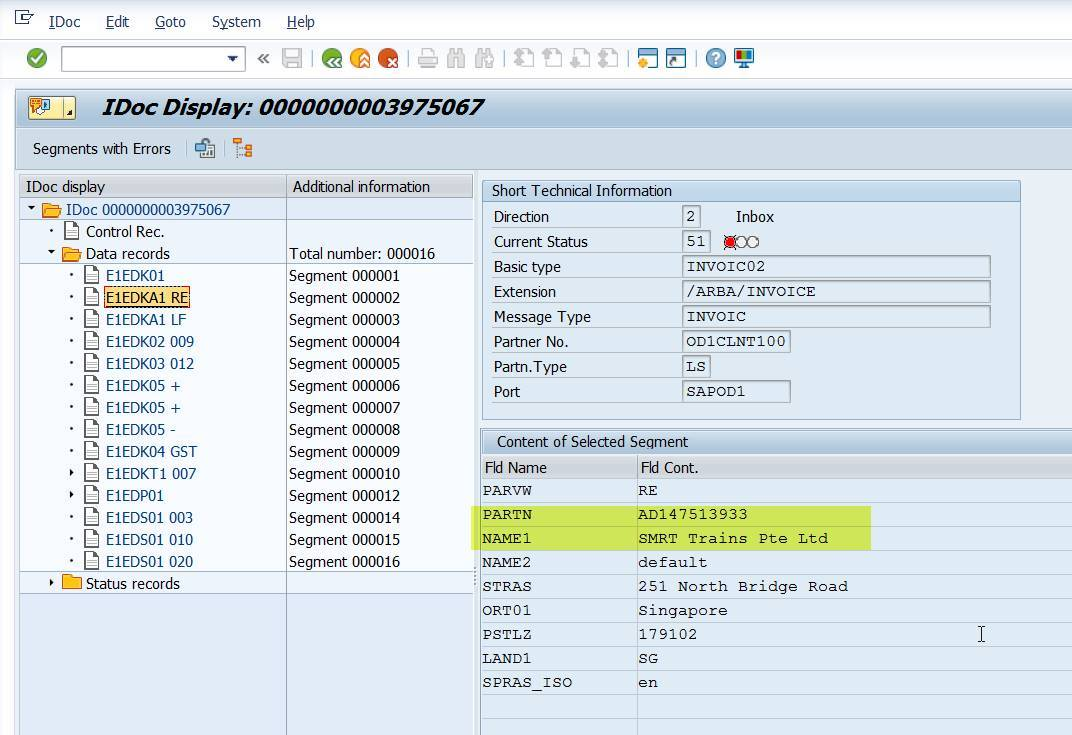 IDoc Edit Goto System Help
IDoc Display: 0000000003975067
Segments with Errors
IDoc display Additional information
IDoc 0000000003975067
Control Rec.
Data records Total number: 000016
E1EDK01 Segment 000001
E1EDKA1 RE Segment 000002
E1EDKA1 LF Segment 000003
E1EDK02 009 Segment 000004
E1EDK03 012 Segment 000005
E1EDK05 + Segment 000006
E1EDK05 + Segment 000007
E1EDK05 - Segment 000008
E1EDK04 GST Segment 000009
E1EDKT1 007 Segment 000010
E1EDP01 Segment 000012
E1EDS01 003 Segment 000014
E1EDS01 010 Segment 000015
E1EDS01 020 Segment 000016
Status records
Short Technical Information
Direction 2 Inbox
Current Status 51
Basic type INVOIC02
Extension /ARBA/INVOICE
Message Type INVOIC
Partner No. OD1CLNT100
Partn.Type LS
Port SAPOD1
Content of Selected Segment
Fld Name Fld Cont.
PARVW RE
PARTN AD147513933
NAME1 SMRT Trains Pte Ltd
NAME2 default
STRAS 251 North Bridge Road
ORT01 Singapore
PSTLZ 179102
LAND1 SG
SPRAS_ISO en